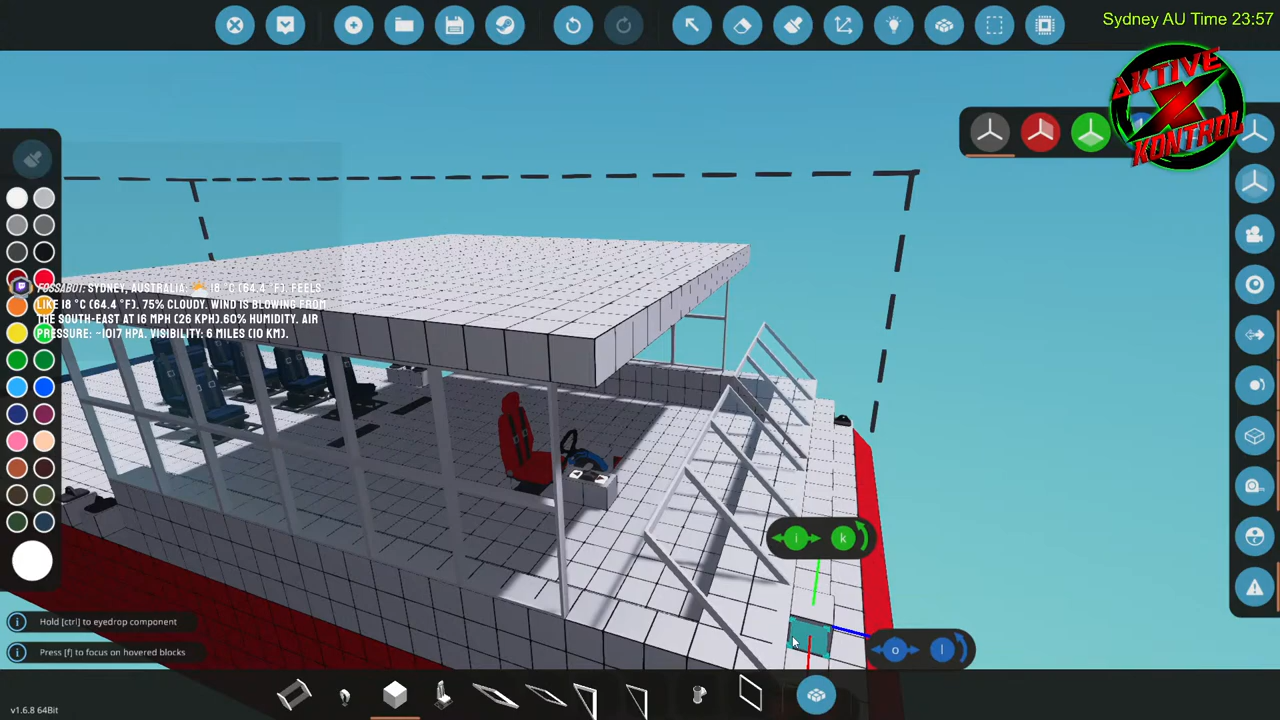 Sydney AU Time 23:57
AKTIVE
X
KONTROL
FOSSABOT: SYDNEY, AUSTRALIA: 18 °C (64.4 °F). FEELS
LIKE 18 °C (64.4 °F). 75% CLOUDY. WIND IS BLOWING FROM
THE SOUTH-EAST AT 16 MPH (26 KPH).60% HUMIDITY. AIR
PRESSURE: ~1017 HPA. VISIBILITY: 6 MILES (10 KM).
i k
o l
Hold [ctrl] to eyedrop component
Press [f] to focus on hovered blocks
v1.6.8 64Bit